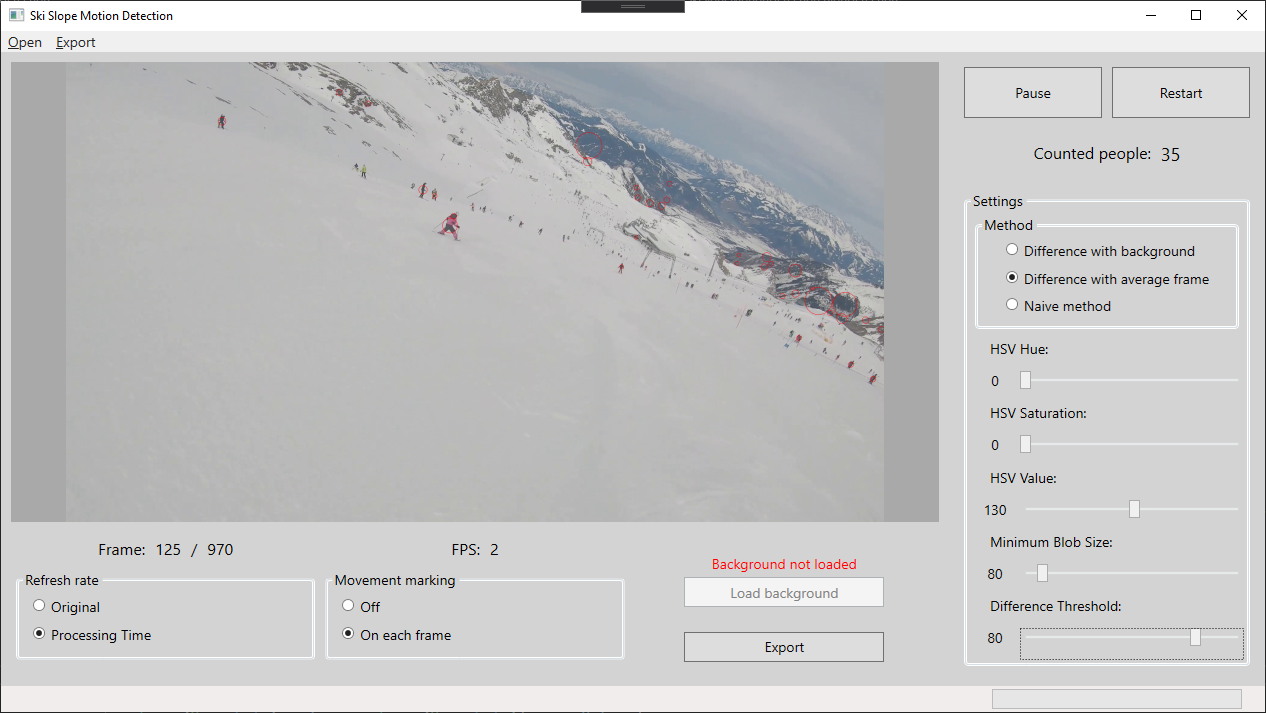 Ski Slope Motion Detection
Open Export
Pause
Restart
Counted people: 35
Settings
Method
Difference with background
Difference with average frame
Naive method
HSV Hue:
0
HSV Saturation:
0
HSV Value:
130
Minimum Blob Size:
80
Difference Threshold:
80
Frame: 125 / 970
FPS: 2
Refresh rate
Original
Processing Time
Movement marking
Off
On each frame
Background not loaded
Load background
Export